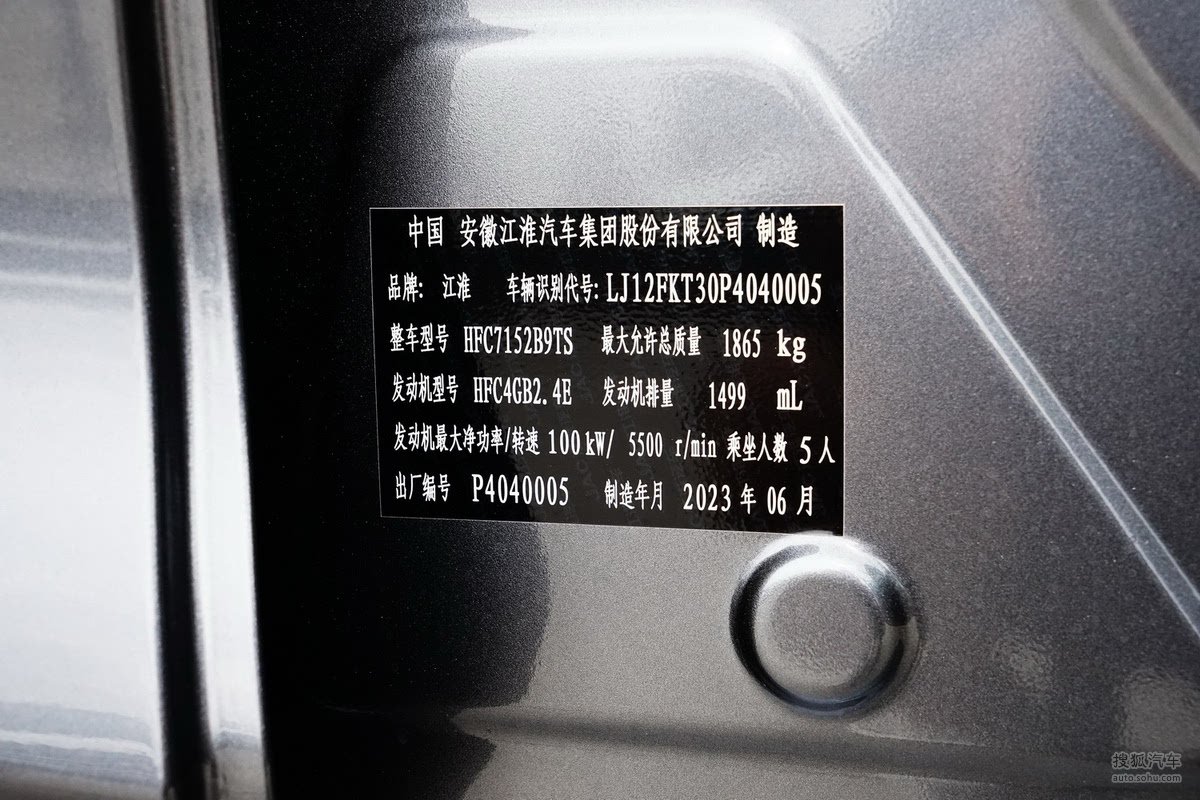 中国 安徽江淮汽车集团股份有限公司 制造
品牌: 江淮 车辆识别代号: LJ12FKT30P4040005
整车型号 HFC7152B9TS 最大允许总质量 1865 kg
发动机型号 HFC4GB2.4E 发动机排量 1499 mL
发动机最大净功率/转速 100 kW/ 5500 r/min 乘坐人数 5 人
出厂编号 P4040005 制造年月 2023 年 06 月
搜狐汽车
auto.sohu.com